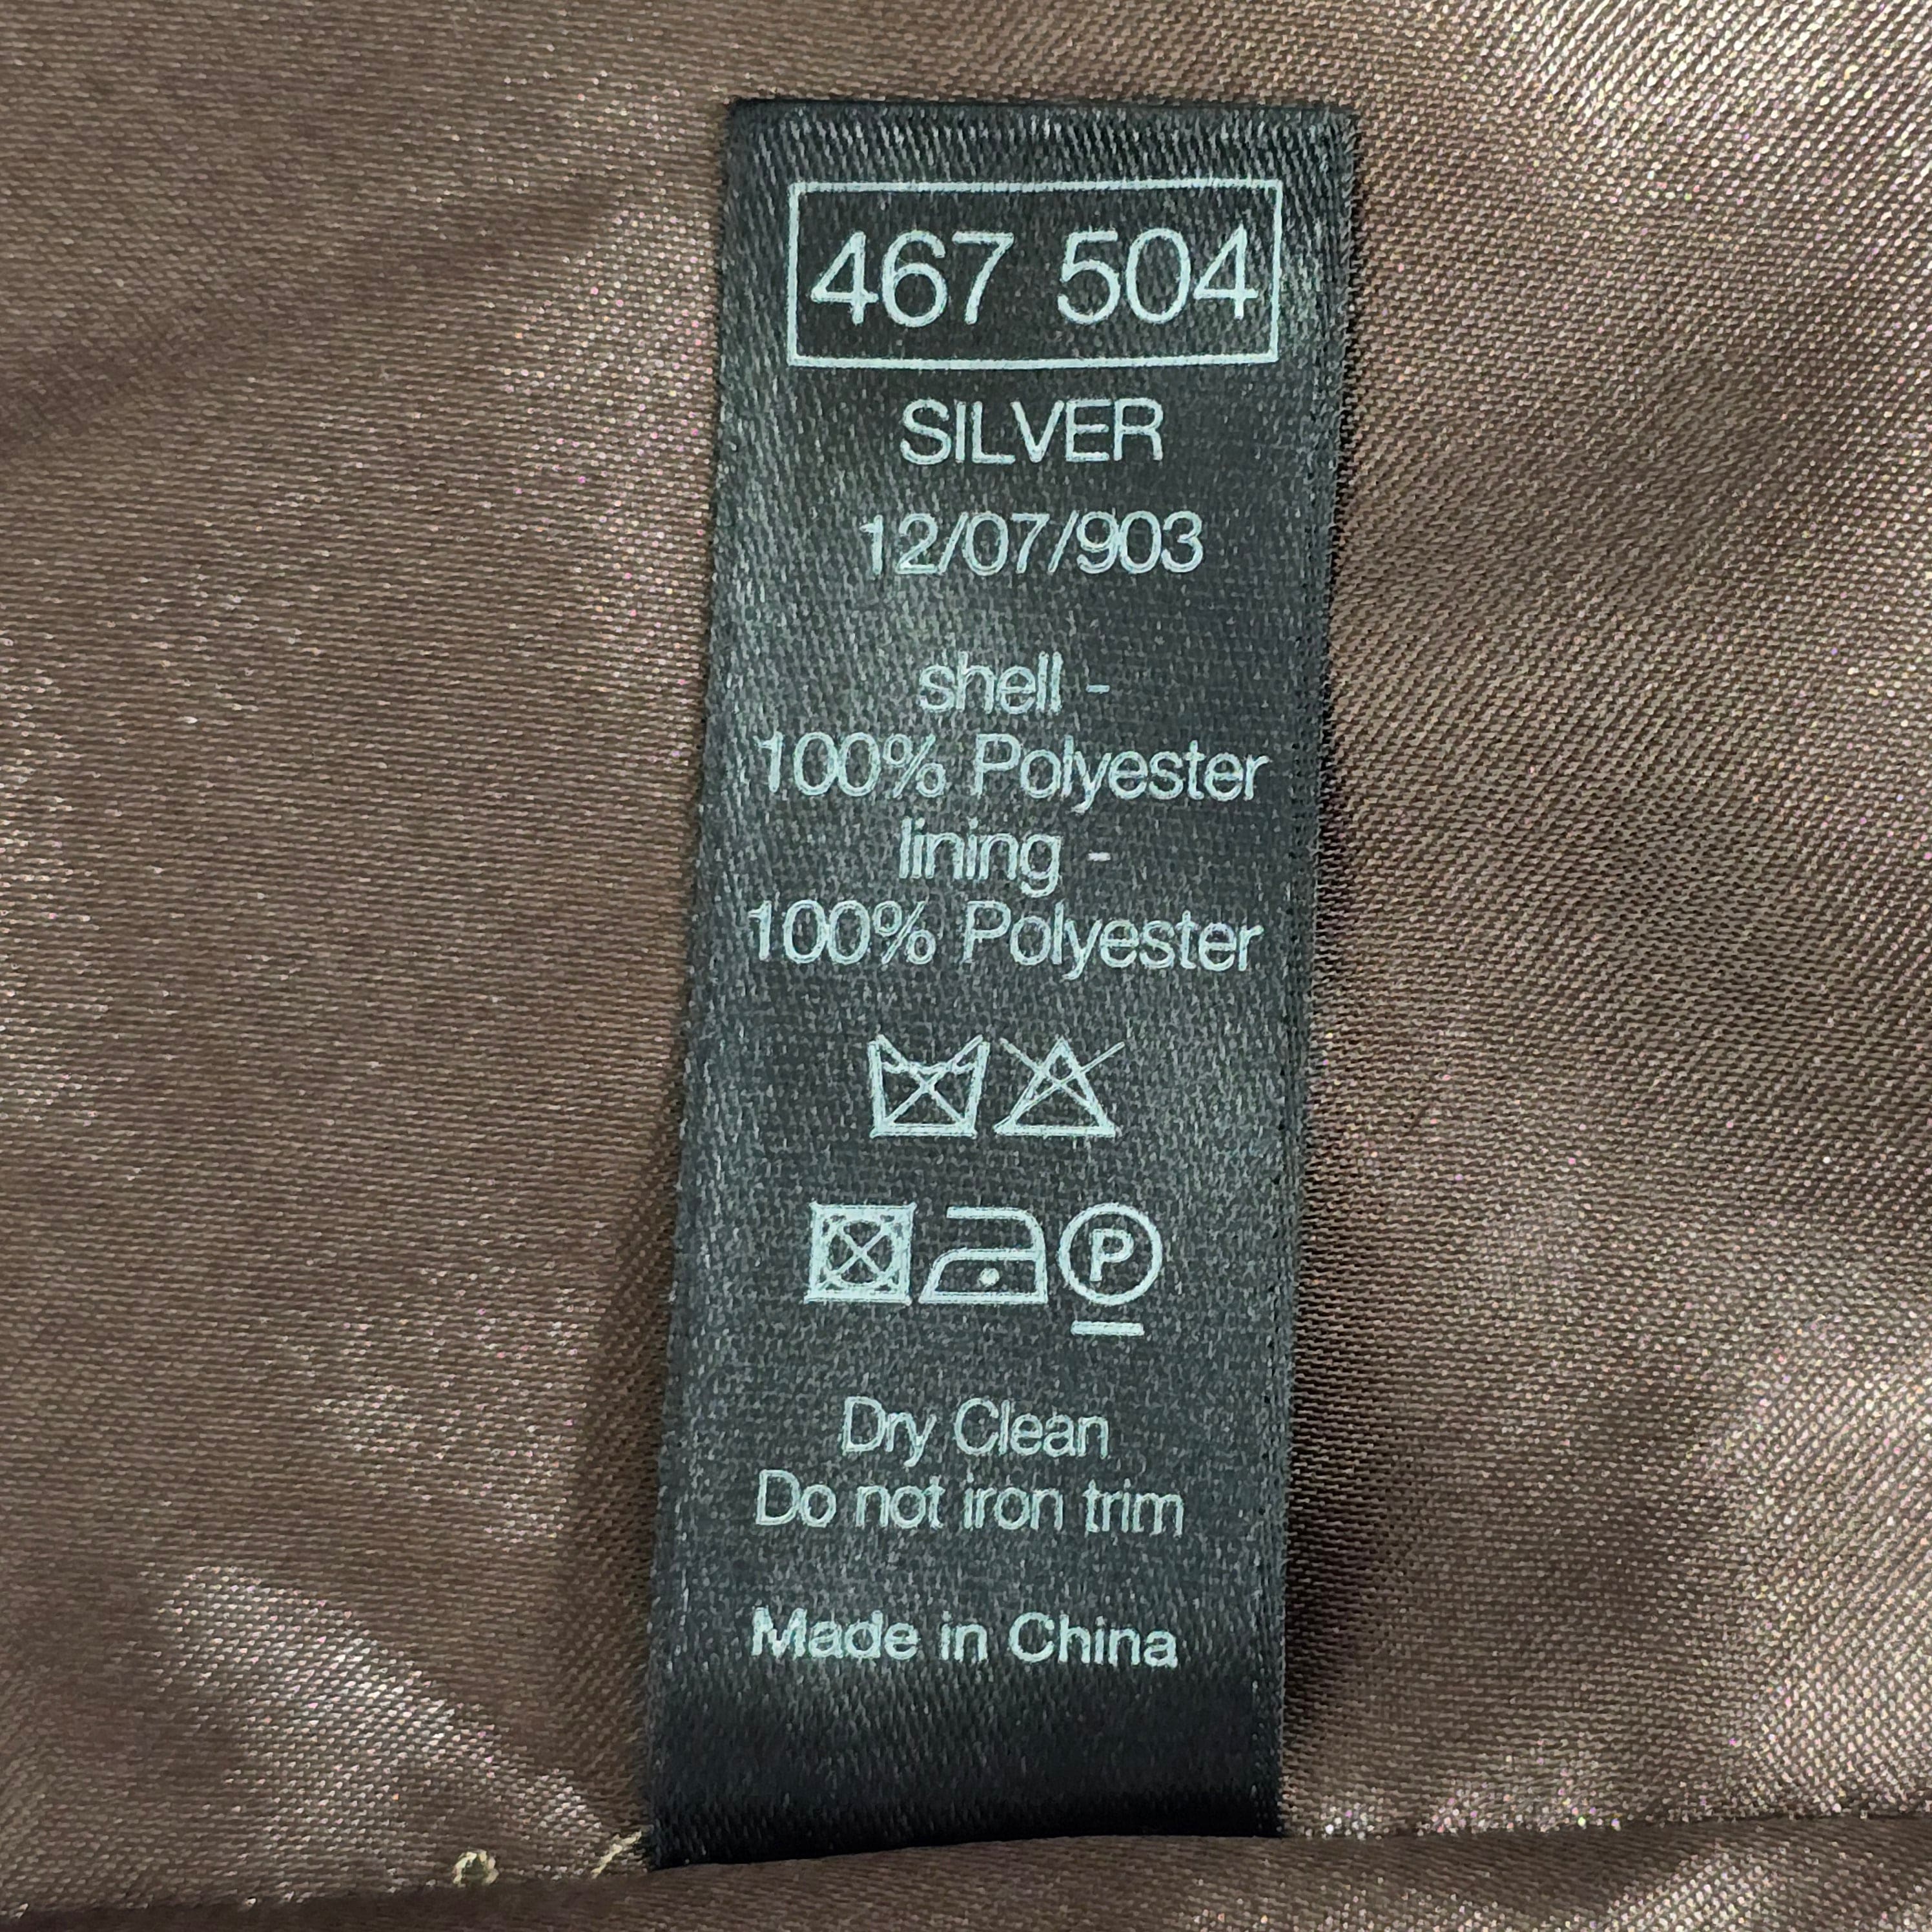 467 504
SILVER
12/07/903
shell -
100% Polyester
lining -
100% Polyester
P
Dry Clean
Do not iron trim
Made in China